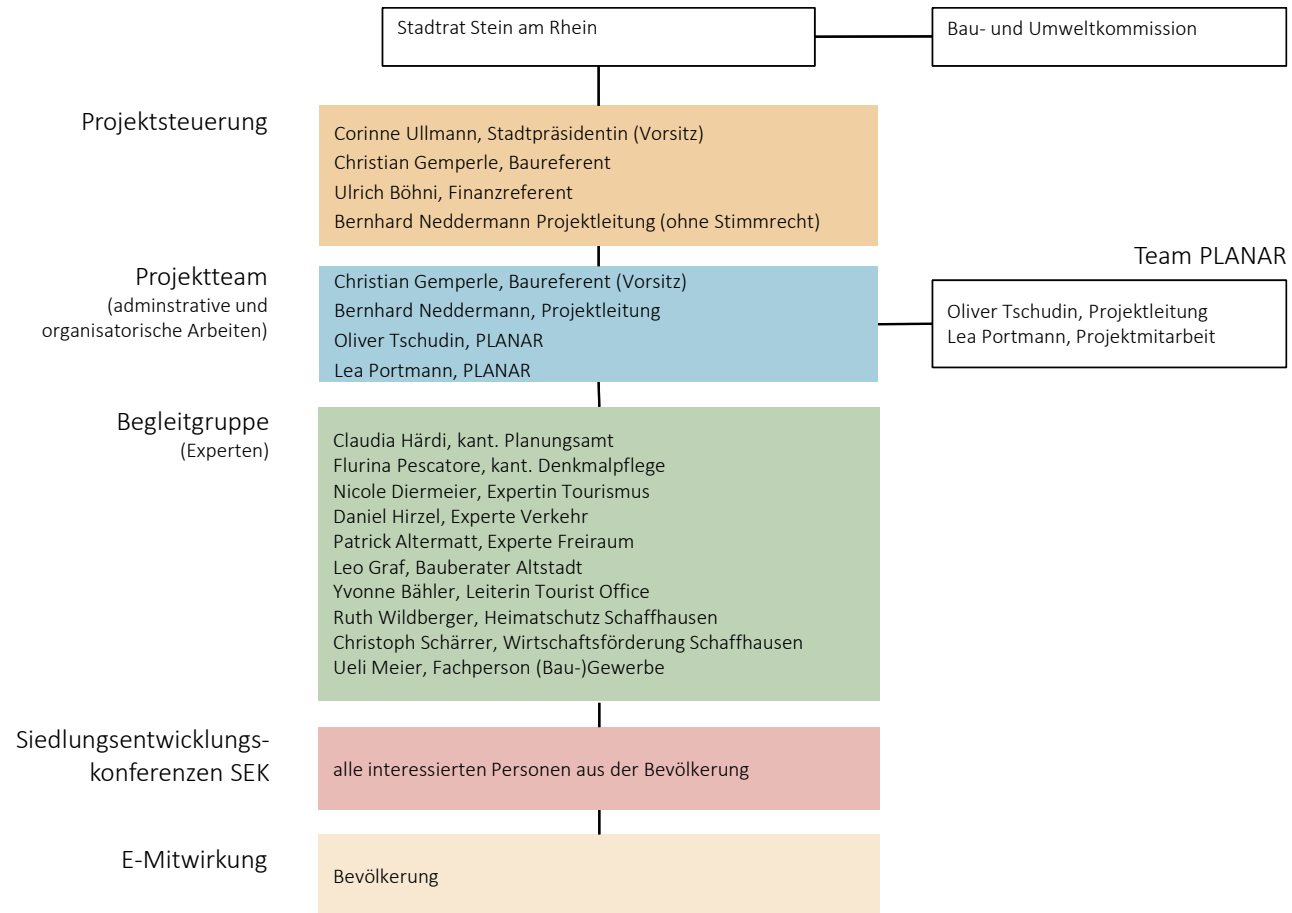 Stadtrat Stein am Rhein
Bau- und Umweltkommission
Projektsteuerung
Corinne Ullmann, Stadtpräsidentin (Vorsitz)
Christian Gemperle, Baureferent
Ulrich Böhni, Finanzreferent
Bernhard Neddermann Projektleitung (ohne Stimmrecht)
Projektteam
(adminstrative und
organisatorische Arbeiten)
Christian Gemperle, Baureferent (Vorsitz)
Bernhard Neddermann, Projektleitung
Oliver Tschudin, PLANAR
Lea Portmann, PLANAR
Team PLANAR
Oliver Tschudin, Projektleitung
Lea Portmann, Projektmitarbeit
Begleitgruppe
(Experten)
Claudia Härdi, kant. Planungsamt
Flurina Pescatore, kant. Denkmalpflege
Nicole Diermeier, Expertin Tourismus
Daniel Hirzel, Experte Verkehr
Patrick Altermatt, Experte Freiraum
Leo Graf, Bauberater Altstadt
Yvonne Bähler, Leiterin Tourist Office
Ruth Wildberger, Heimatschutz Schaffhausen
Christoph Schärrer, Wirtschaftsförderung Schaffhausen
Ueli Meier, Fachperson (Bau-)Gewerbe
Siedlungsentwicklungs-
konferenzen SEK
alle interessierten Personen aus der Bevölkerung
E-Mitwirkung
Bevölkerung